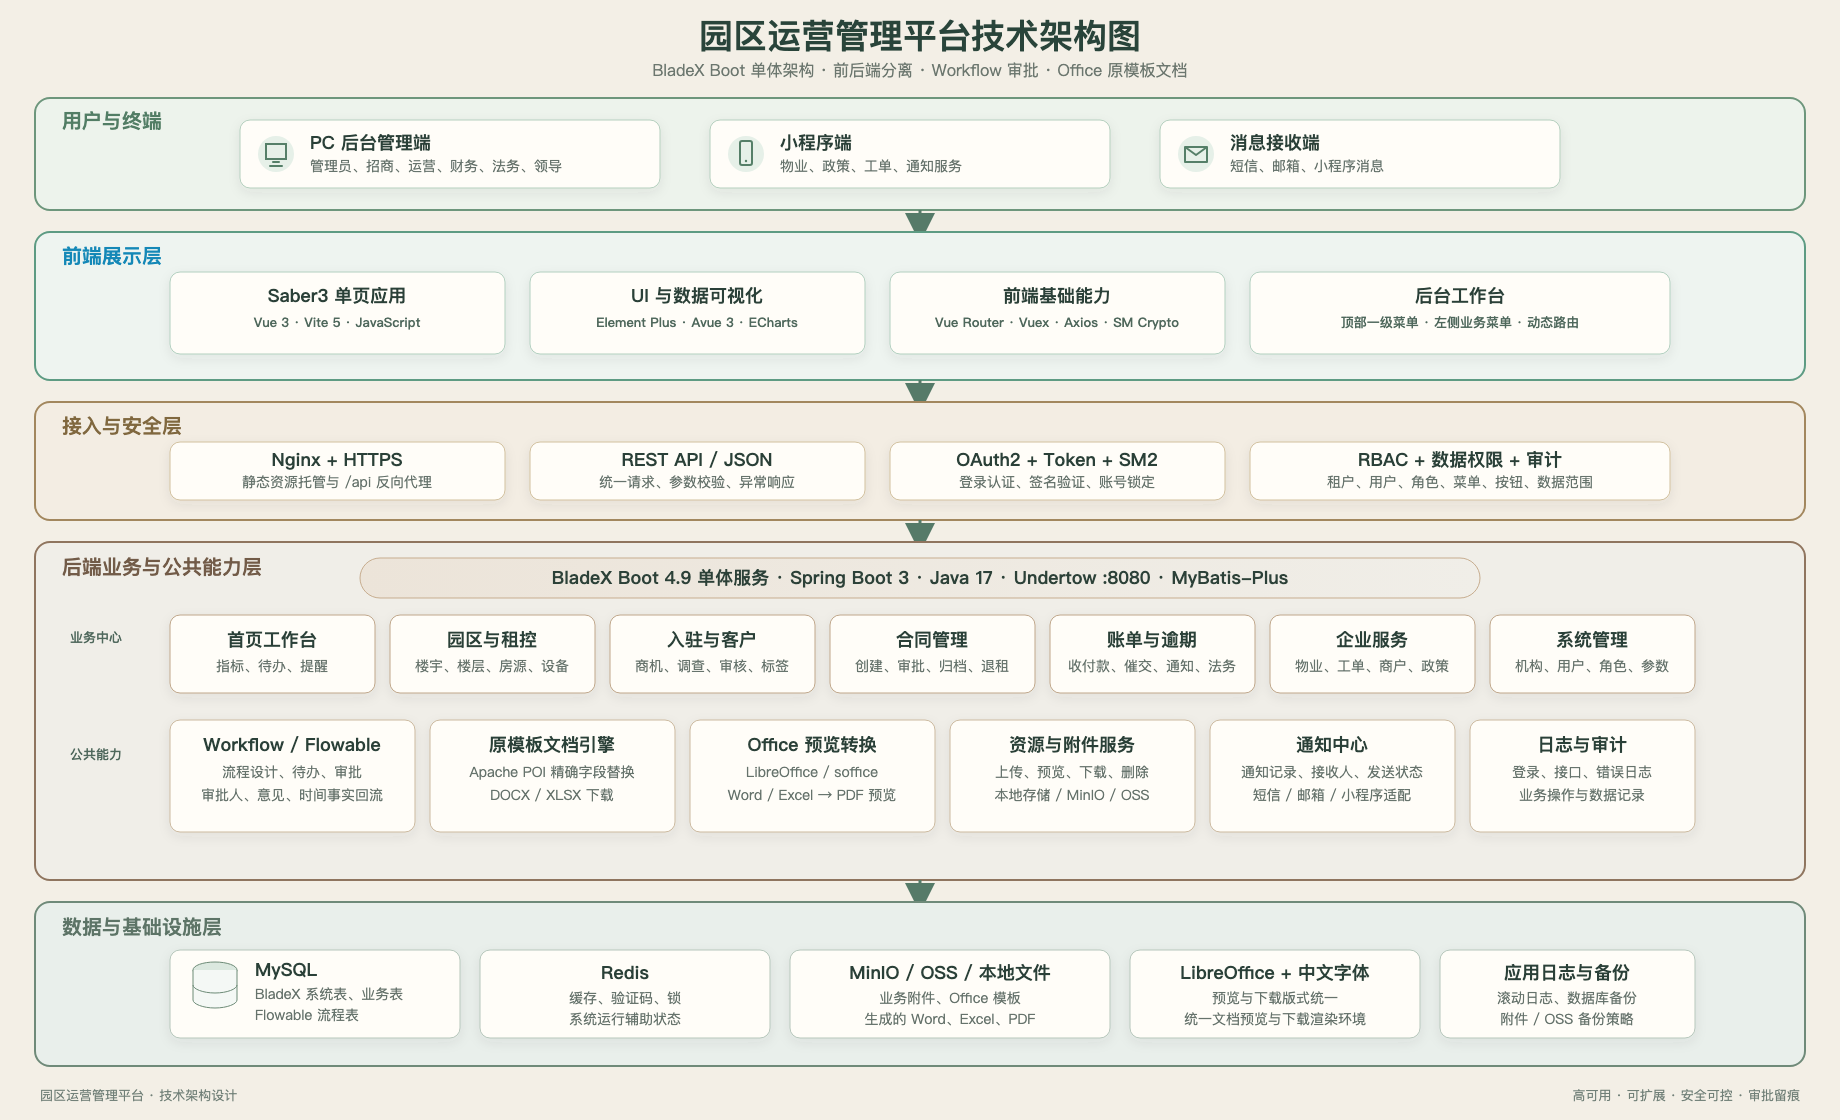 园区运营管理平台技术架构图
BladeX Boot 单体架构 · 前后端分离 · Workflow 审批 · Office 原模板文档
用户与终端
PC 后台管理端
管理员、招商、运营、财务、法务、领导
小程序端
物业、政策、工单、通知服务
消息接收端
短信、邮箱、小程序消息
前端展示层
Saber3 单页应用
Vue 3 · Vite 5 · JavaScript
UI 与数据可视化
Element Plus · Avue 3 · ECharts
前端基础能力
Vue Router · Vuex · Axios · SM Crypto
后台工作台
顶部一级菜单 · 左侧业务菜单 · 动态路由
接入与安全层
Nginx + HTTPS
静态资源托管与 /api 反向代理
REST API / JSON
统一请求、参数校验、异常响应
OAuth2 + Token + SM2
登录认证、签名验证、账号锁定
RBAC + 数据权限 + 审计
租户、用户、角色、菜单、按钮、数据范围
后端业务与公共能力层
BladeX Boot 4.9 单体服务 · Spring Boot 3 · Java 17 · Undertow :8080 · MyBatis-Plus
业务中心
首页工作台
指标、待办、提醒
园区与租控
楼宇、楼层、房源、设备
入驻与客户
商机、调查、审核、标签
合同管理
创建、审批、归档、退租
账单与逾期
收付款、催交、通知、法务
企业服务
物业、工单、商户、政策
系统管理
机构、用户、角色、参数
公共能力
Workflow / Flowable
流程设计、待办、审批
审批人、意见、时间事实回流
原模板文档引擎
Apache POI 精确字段替换
DOCX / XLSX 下载
Office 预览转换
LibreOffice / soffice
Word / Excel → PDF 预览
资源与附件服务
上传、预览、下载、删除
本地存储 / MinIO / OSS
通知中心
通知记录、接收人、发送状态
短信 / 邮箱 / 小程序适配
日志与审计
登录、接口、错误日志
业务操作与数据记录
数据与基础设施层
MySQL
BladeX 系统表、业务表
Flowable 流程表
Redis
缓存、验证码、锁
系统运行辅助状态
MinIO / OSS / 本地文件
业务附件、Office 模板
生成的 Word、Excel、PDF
LibreOffice + 中文字体
预览与下载版式统一
统一文档预览与下载渲染环境
应用日志与备份
滚动日志、数据库备份
附件 / OSS 备份策略
园区运营管理平台 · 技术架构设计
高可用 · 可扩展 · 安全可控 · 审批留痕